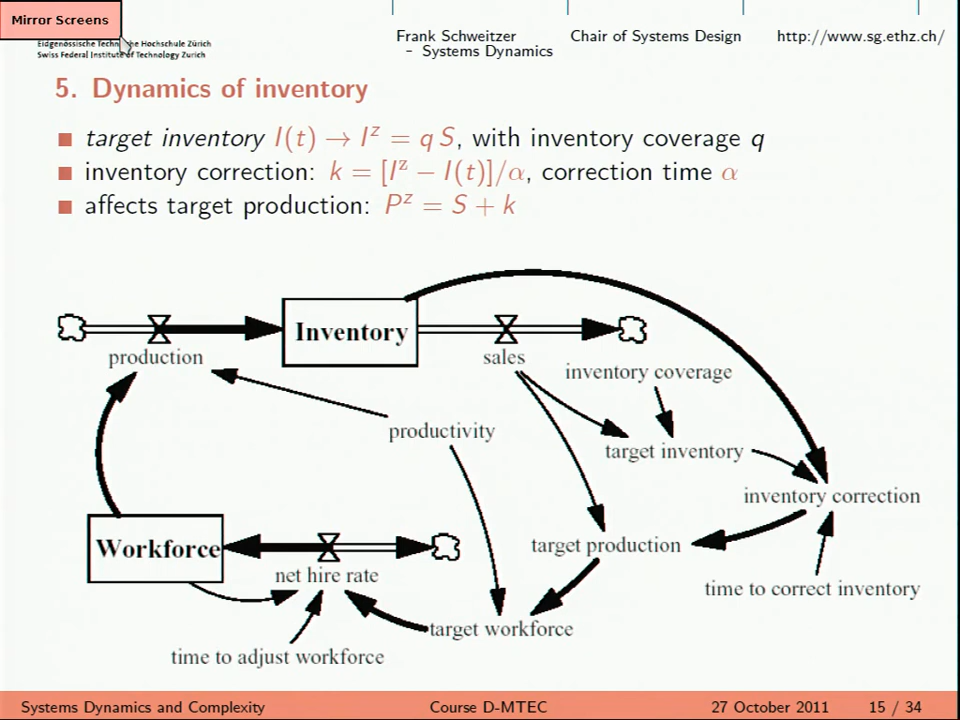 Mirror Screens
Eidgenössische Technische Hochschule Zürich
Swiss Federal Institute of Technology Zurich
Frank Schweitzer
– Systems Dynamics
Chair of Systems Design
http://www.sg.ethz.ch/
5. Dynamics of inventory
target inventory I(t) → I^z = q S, with inventory coverage q
inventory correction: k = [I^z − I(t)]/α, correction time α
affects target production: P^z = S + k
Inventory
production
sales
inventory coverage
productivity
target inventory
inventory correction
Workforce
target production
net hire rate
time to correct inventory
target workforce
time to adjust workforce
Systems Dynamics and Complexity
Course D-MTEC
27 October 2011
15 / 34